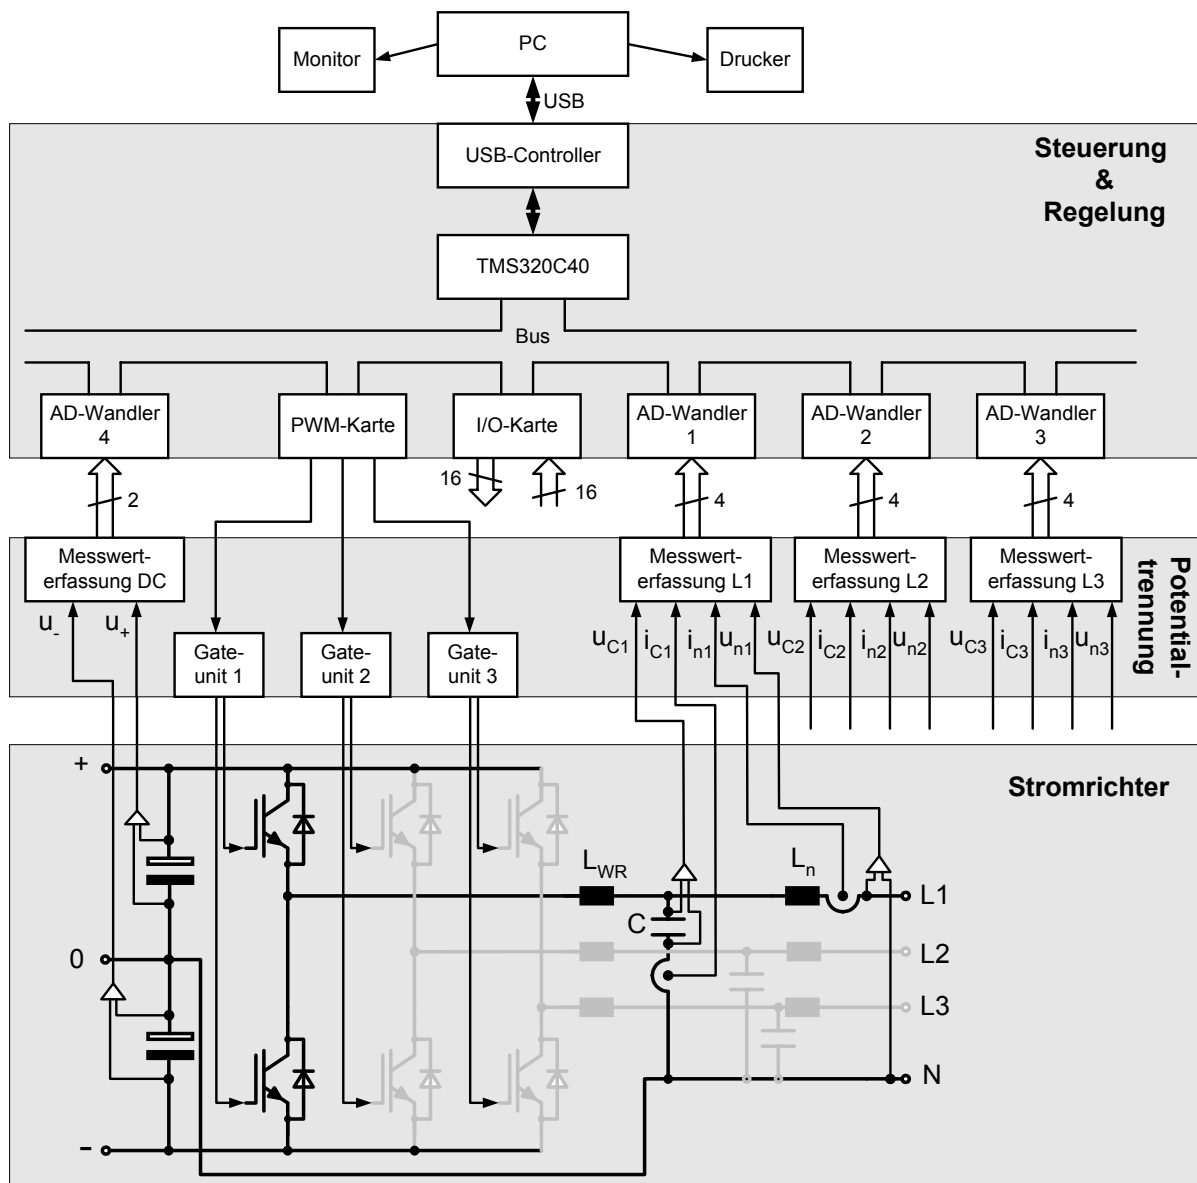 PC
Monitor
Drucker
USB
USB-Controller
Steuerung
&
Regelung
TMS320C40
Bus
AD-Wandler
4
PWM-Karte
I/O-Karte
AD-Wandler
1
AD-Wandler
2
AD-Wandler
3
2
16
16
4
4
4
Messwert-
erfassung DC
Messwert-
erfassung L1
Messwert-
erfassung L2
Messwert-
erfassung L3
Potential-
trennung
u-
u+
Gate-
unit 1
Gate-
unit 2
Gate-
unit 3
uC1
iC1
in1
un1
uC2
iC2
in2
un2
uC3
iC3
in3
un3
Stromrichter
+
LWR
Ln
L1
C
0
L2
L3
N
-